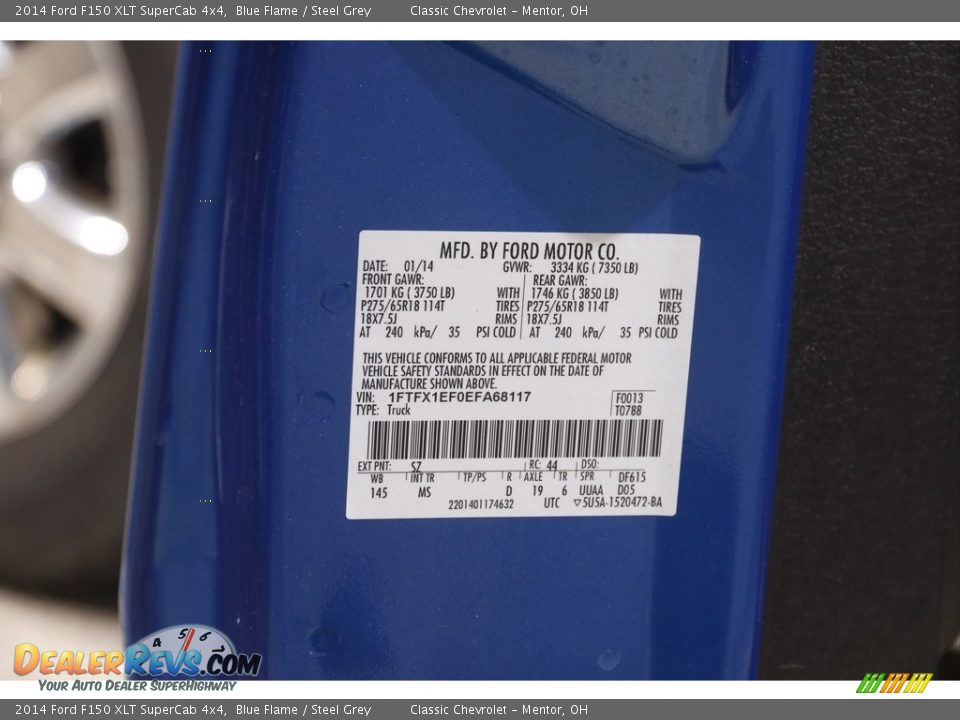 2014 Ford F150 XLT SuperCab 4x4, Blue Flame / Steel Grey Classic Chevrolet – Mentor, OH
MFD. BY FORD MOTOR CO.
DATE: 01/14 GVWR: 3334 KG ( 7350 LB)
FRONT GAWR: REAR GAWR:
1701 KG ( 3750 LB) WITH 1746 KG ( 3850 LB) WITH
P275/65R18 114T TIRES P275/65R18 114T TIRES
18X7.5J RIMS 18X7.5J RIMS
AT 240 kPa/ 35 PSI COLD AT 240 kPa/ 35 PSI COLD
THIS VEHICLE CONFORMS TO ALL APPLICABLE FEDERAL MOTOR
VEHICLE SAFETY STANDARDS IN EFFECT ON THE DATE OF
MANUFACTURE SHOWN ABOVE.
VIN: 1FTFX1EF0EFA68117 F0013
TYPE: Truck T0788
EXT PNT: SZ RC: 44 DSO:
WB INT TR TP/PS R AXLE TR SPR DF615
145 MS D 19 6 UUAA D05
2201401174632 UTC ▽5U5A-1520472-BA
4 5 6
DEALERREVS.COM
YOUR AUTO DEALER SUPERHIGHWAY
2014 Ford F150 XLT SuperCab 4x4, Blue Flame / Steel Grey Classic Chevrolet – Mentor, OH